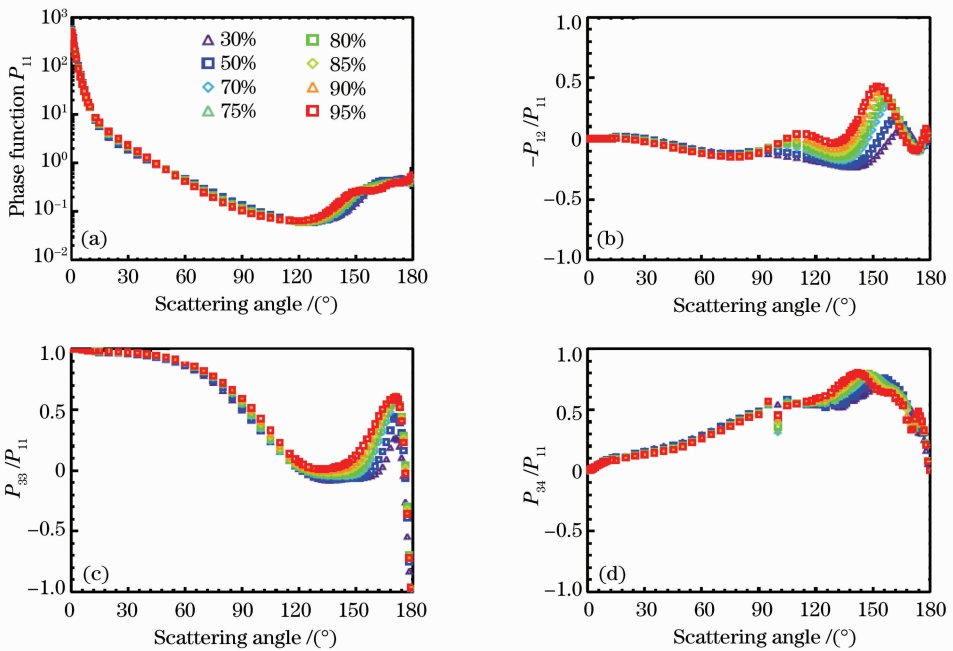 10³
10²
10¹
10⁰
10⁻¹
10⁻²
Phase function P₁₁
30%
50%
70%
75%
80%
85%
90%
95%
(a)
0 30 60 90 120 150 180
Scattering angle /(°)
1.0
0.5
0
−0.5
−1.0
−P₁₂/P₁₁
(b)
0 30 60 90 120 150 180
Scattering angle /(°)
1.0
0.5
0
−0.5
−1.0
P₃₃/P₁₁
(c)
0 30 60 90 120 150 180
Scattering angle /(°)
1.0
0.5
0
−0.5
−1.0
P₃₄/P₁₁
(d)
0 30 60 90 120 150 180
Scattering angle /(°)